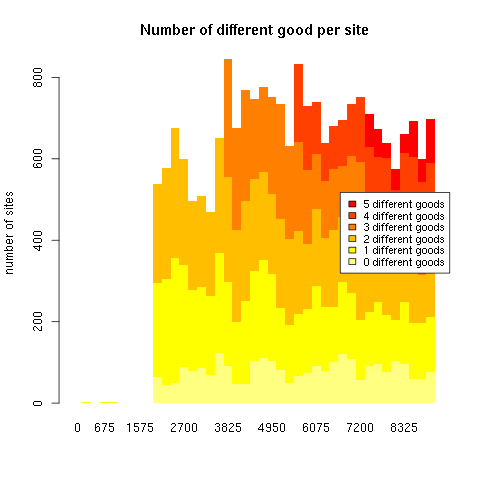 Number of different good per site
number of sites
800
600
400
200
0
5 different goods
4 different goods
3 different goods
2 different goods
1 different goods
0 different goods
0 675 1575 2700 3825 4950 6075 7200 8325